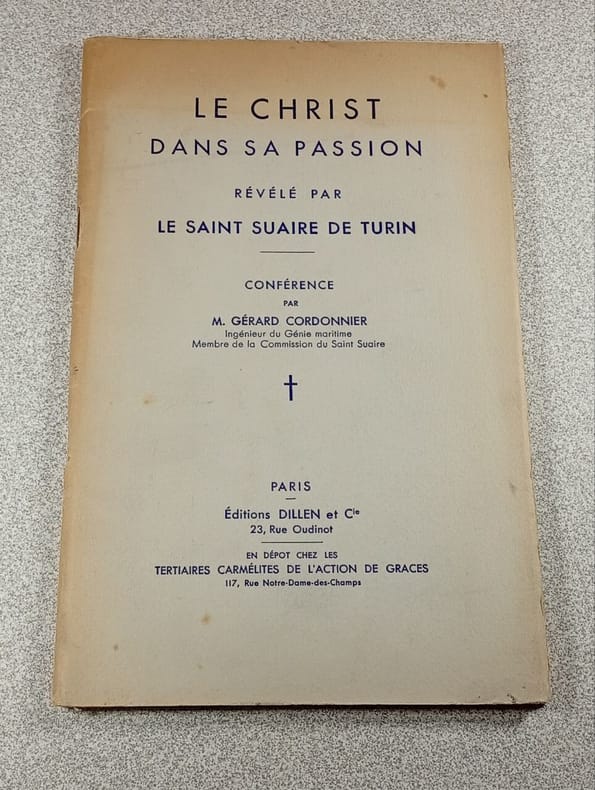 LE CHRIST
DANS SA PASSION
RÉVÉLÉ PAR
LE SAINT SUAIRE DE TURIN
CONFÉRENCE
PAR
M. GÉRARD CORDONNIER
Ingénieur du Génie maritime
Membre de la Commission du Saint Suaire
PARIS
Éditions DILLEN et Cie
23, Rue Oudinot
EN DÉPOT CHEZ LES
TERTIAIRES CARMÉLITES DE L'ACTION DE GRACES
117, Rue Notre-Dame-des-Champs